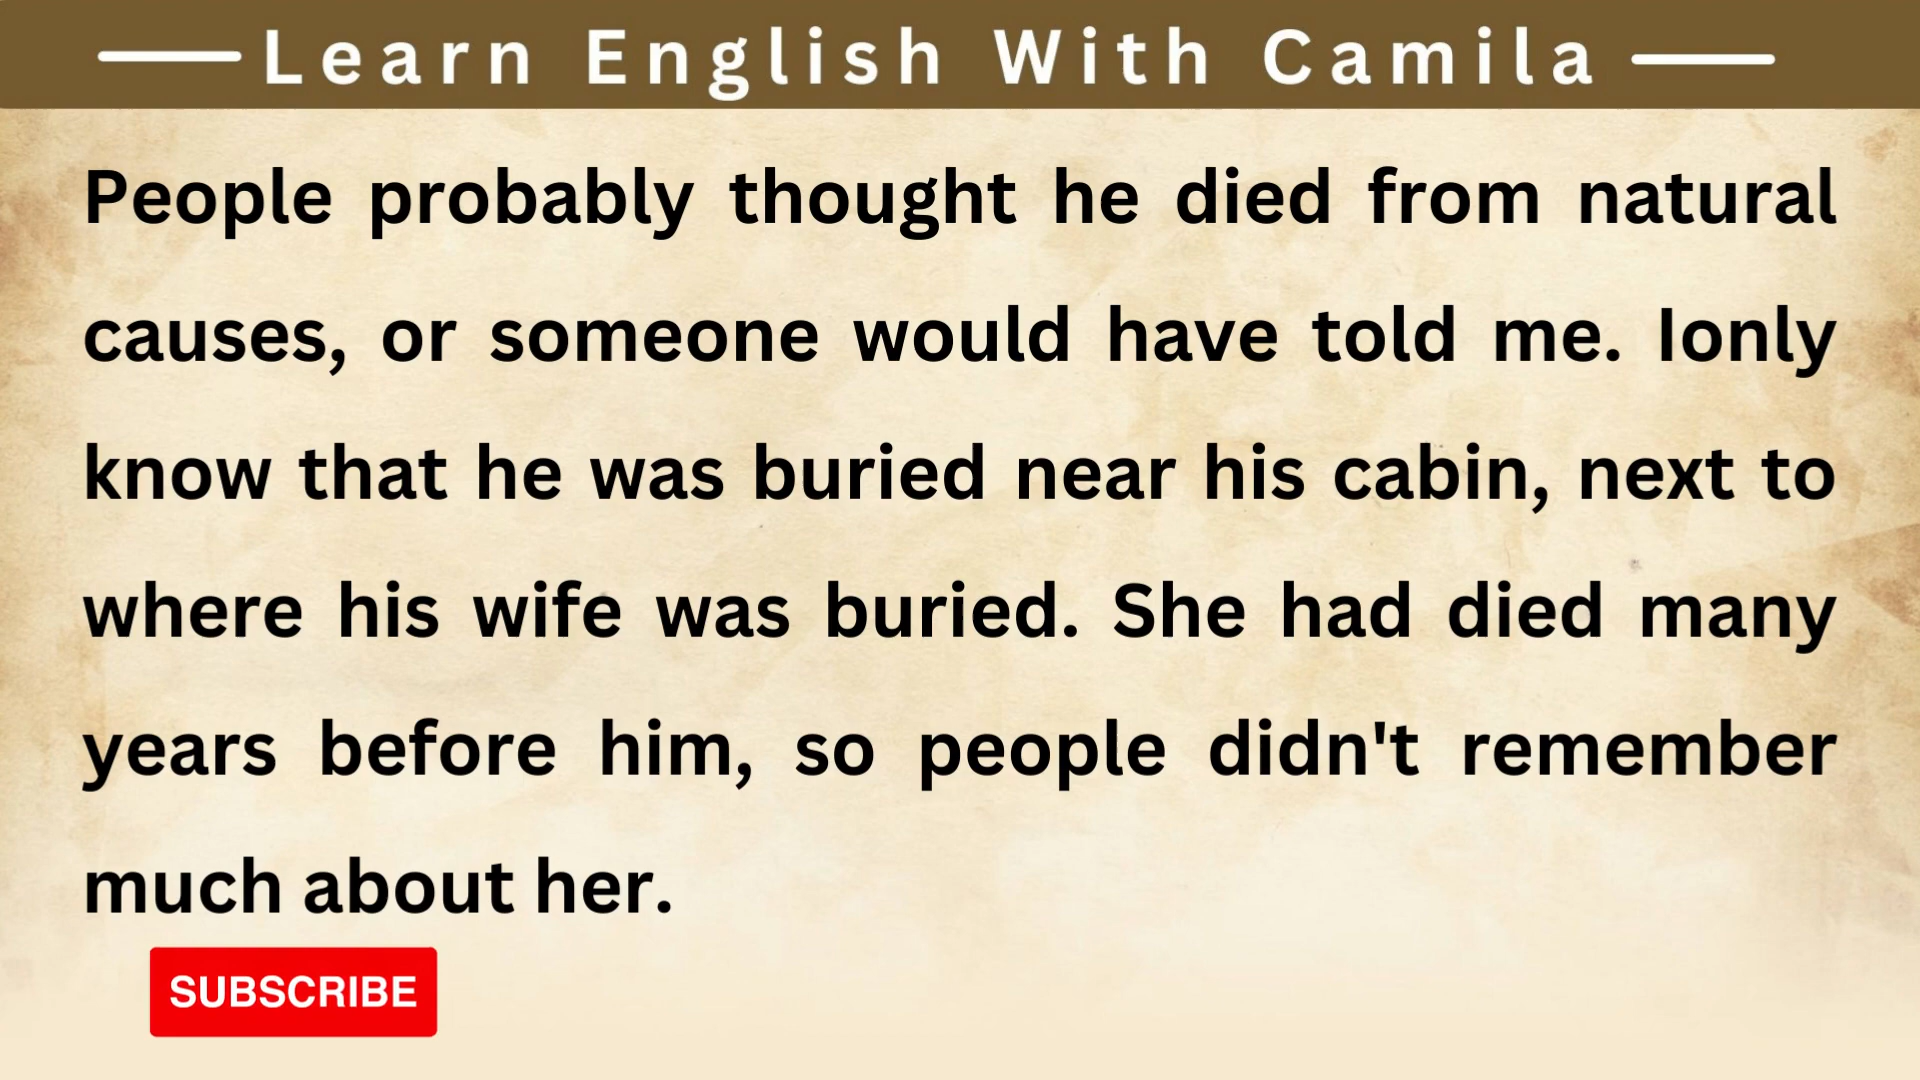 Learn English With Camila
People probably thought he died from natural
causes, or someone would have told me. Ionly
know that he was buried near his cabin, next to
where his wife was buried. She had died many
years before him, so people didn't remember
much about her.
SUBSCRIBE